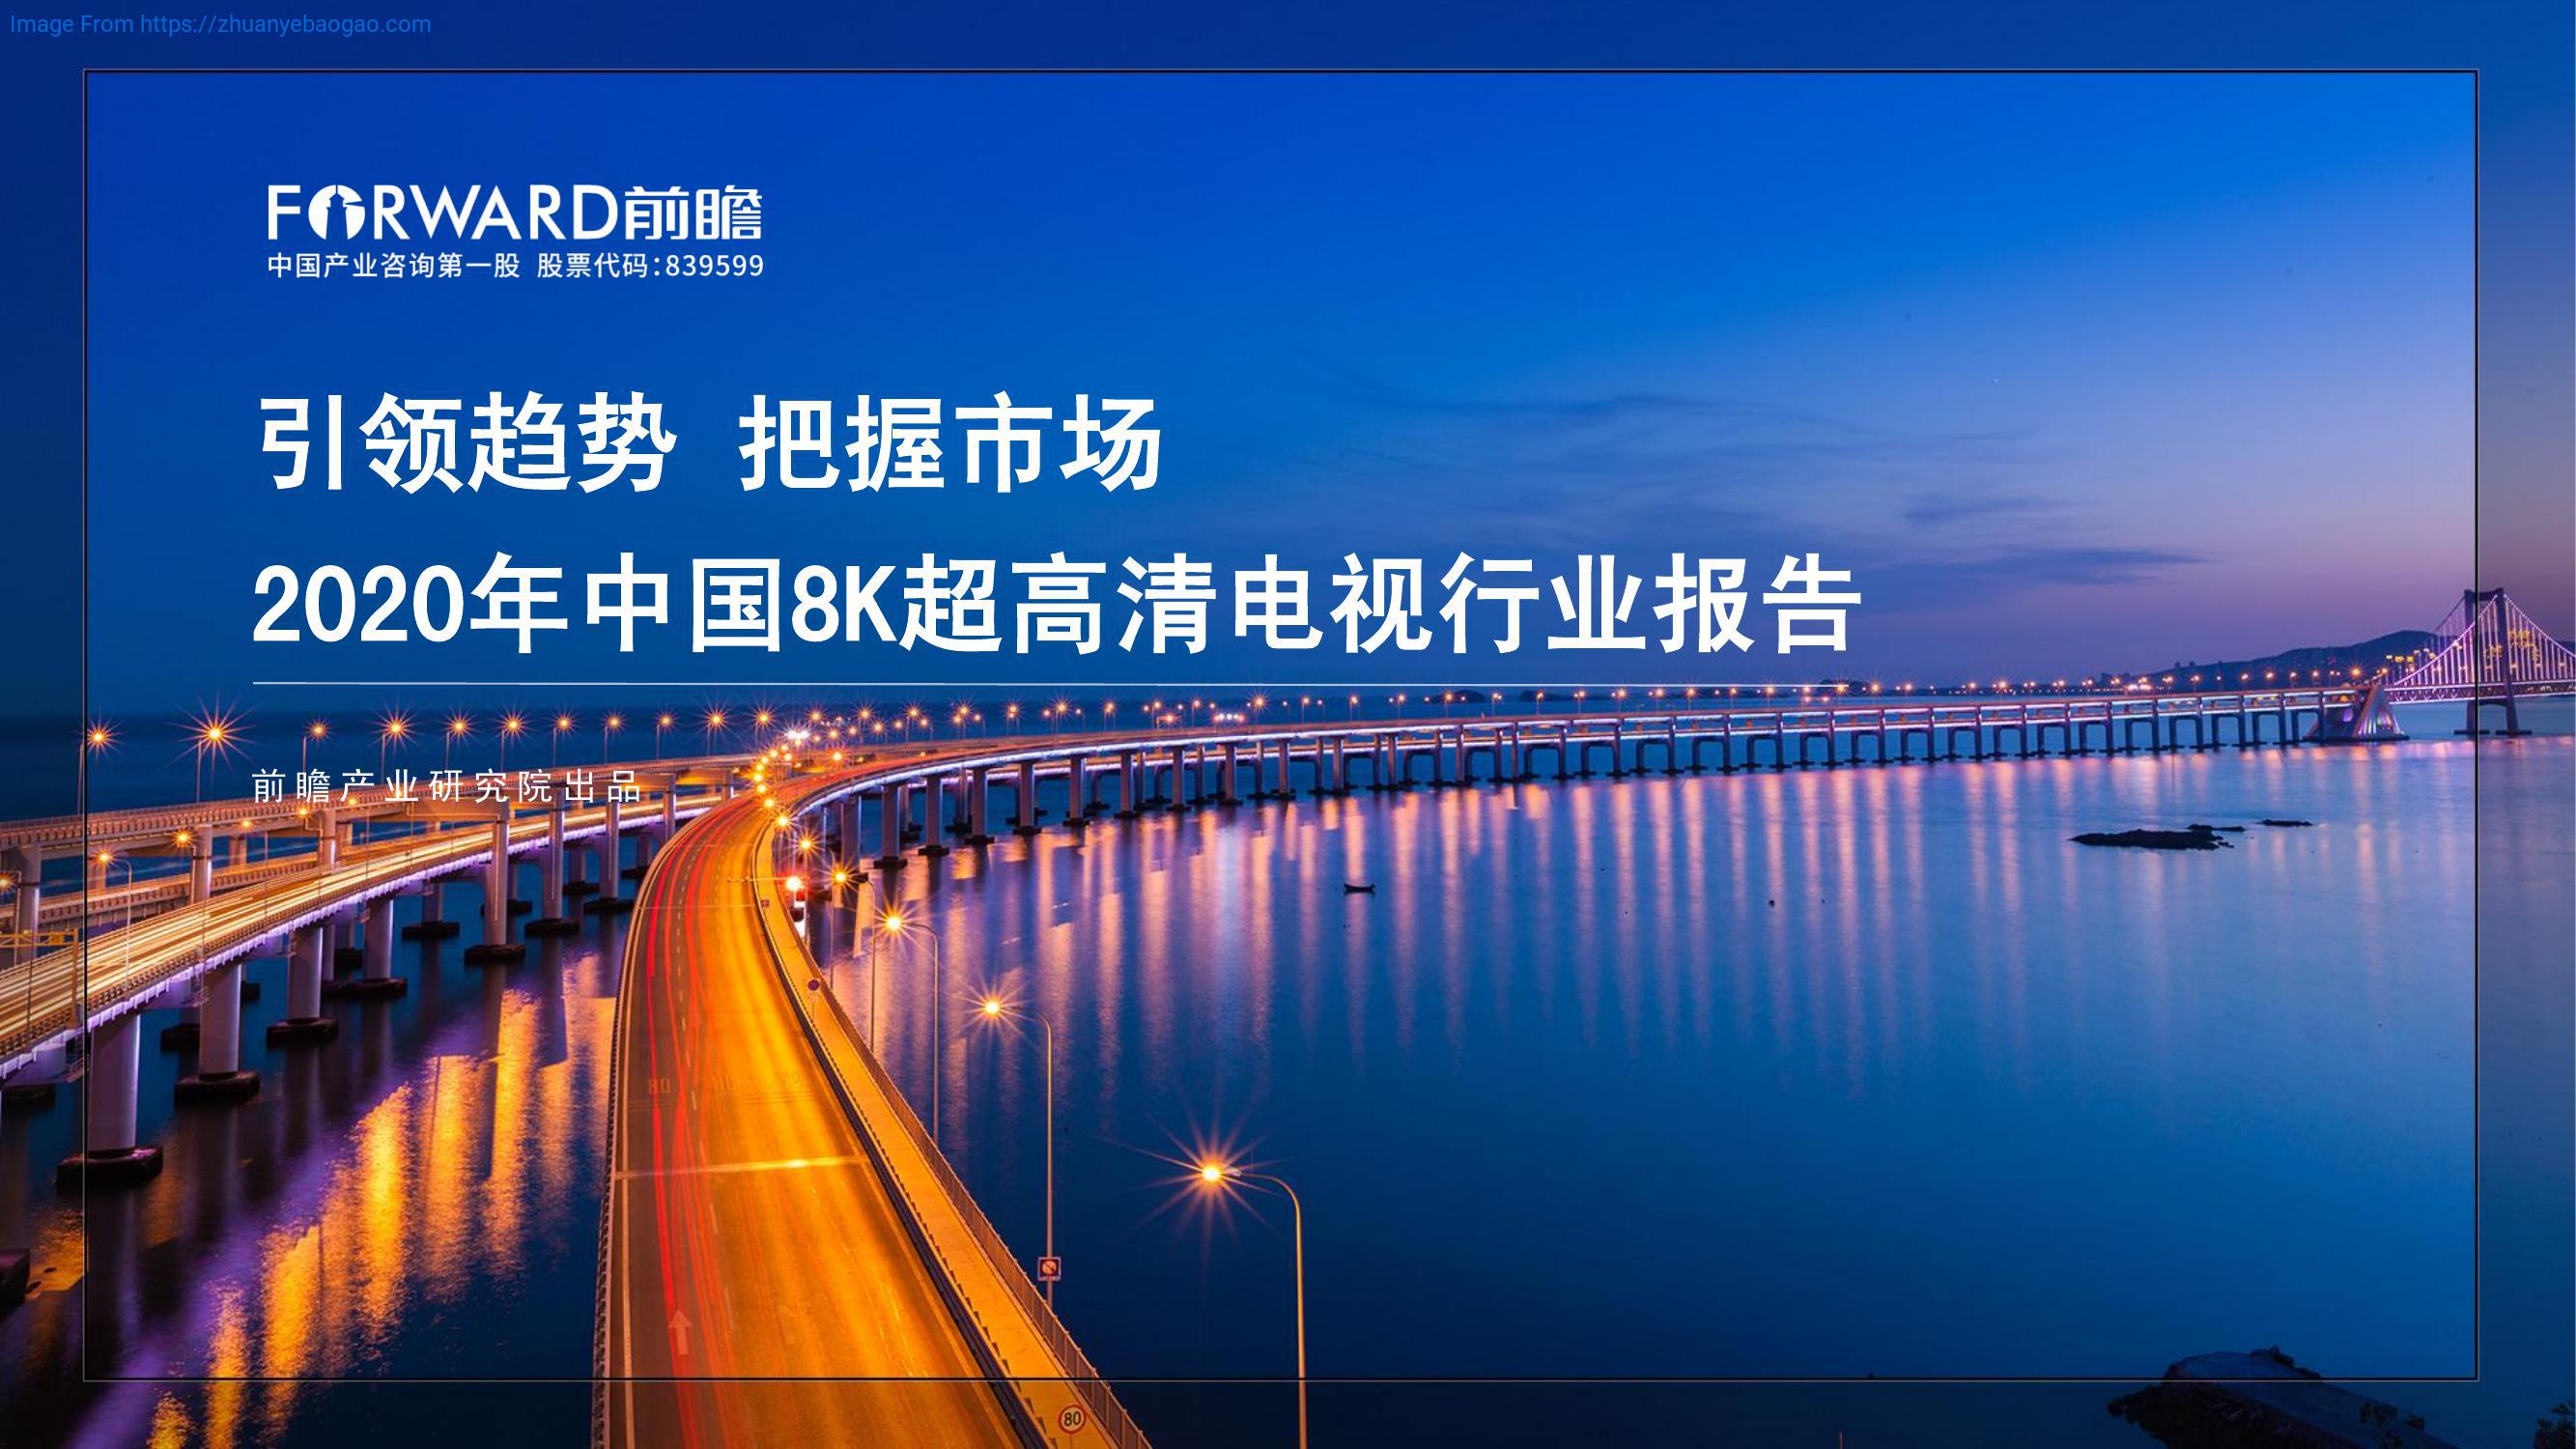 Image From https://zhuanyebaogao.com
FORWARD前瞻
中国产业咨询第一股 股票代码:839599
引领趋势 把握市场
2020年中国8K超高清电视行业报告
前瞻产业研究院出品
80